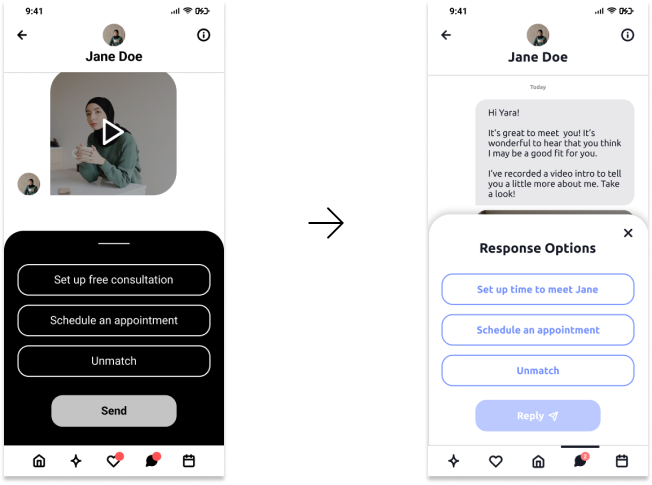 9:41
Jane Doe
Set up free consultation
Schedule an appointment
Unmatch
Send
9:41
Jane Doe
Today
Hi Yara!
It's great to meet you! It's
wonderful to hear that you think
I may be a good fit for you.
I've recorded a video intro to tell
you a little more about me. Take
a look!
Response Options
Set up time to meet Jane
Schedule an appointment
Unmatch
Reply
2